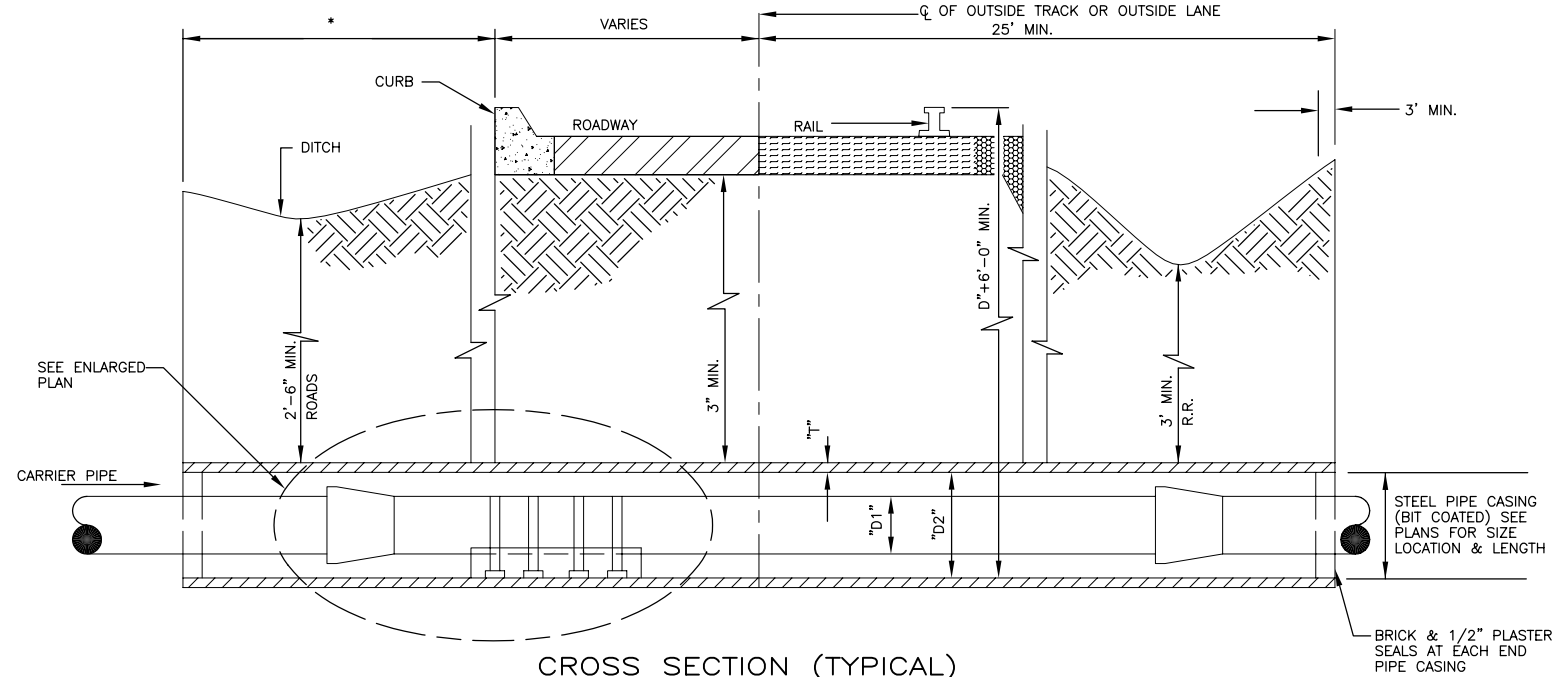 *
VARIES
℄ OF OUTSIDE TRACK OR OUTSIDE LANE
25' MIN.
CURB
ROADWAY
RAIL
3' MIN.
DITCH
D"+6'-0" MIN.
SEE ENLARGED
PLAN
2'-6" MIN.
ROADS
3" MIN.
3' MIN.
R.R.
"T"
CARRIER PIPE
"D1"
"D2"
STEEL PIPE CASING
(BIT COATED) SEE
PLANS FOR SIZE
LOCATION & LENGTH
BRICK & 1/2" PLASTER
SEALS AT EACH END
PIPE CASING
CROSS SECTION (TYPICAL)